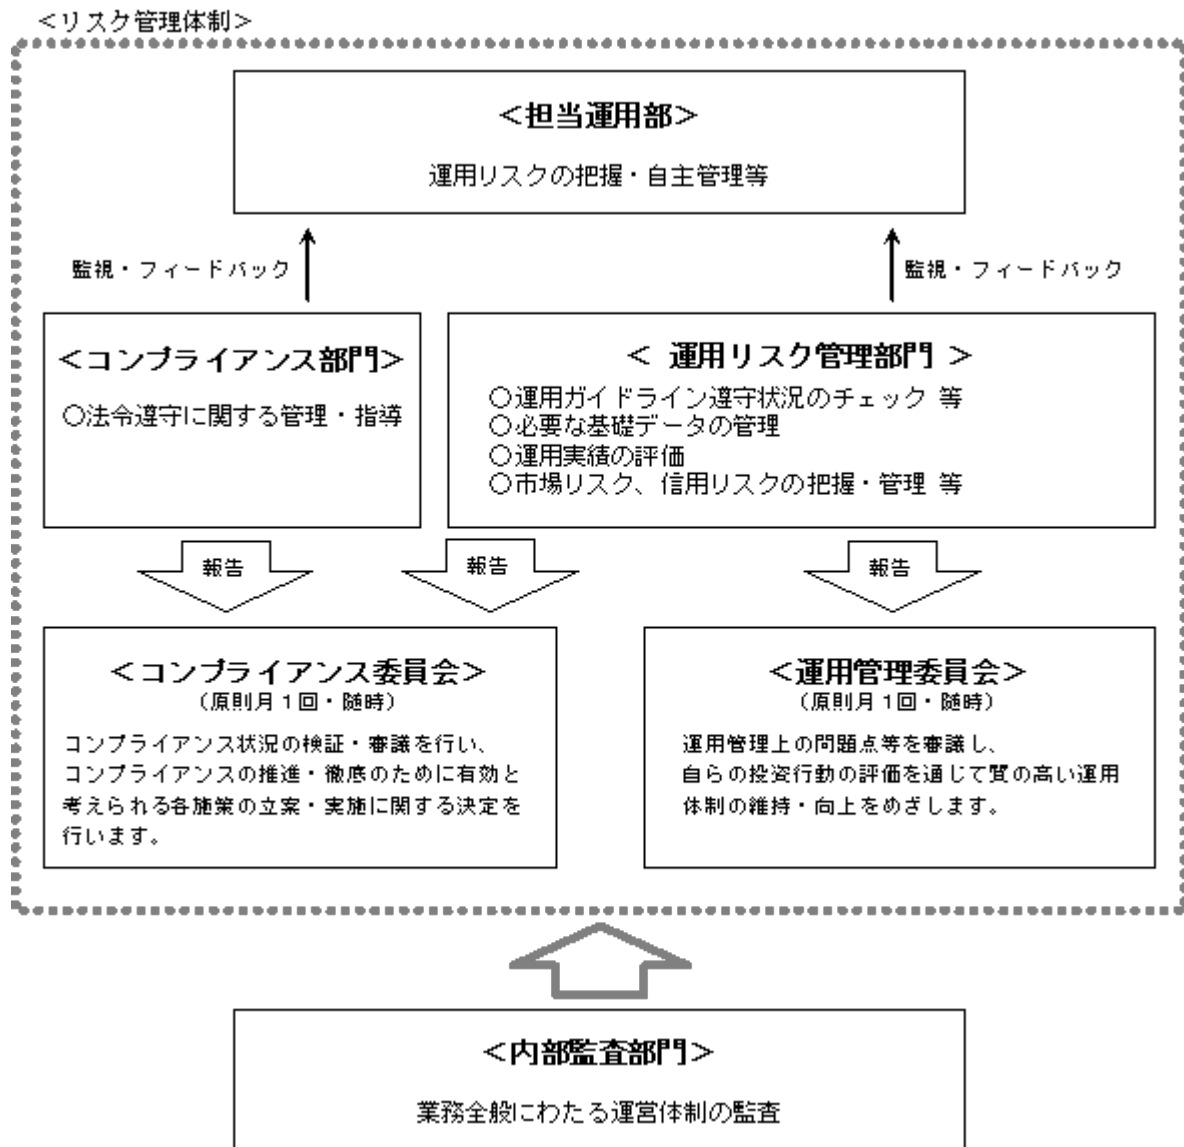 <リスク管理体制>
<担当運用部>
運用リスクの把握・自主管理等
監視・フィードバック
監視・フィードバック
<コンプライアンス部門>
○法令遵守に関する管理・指導
< 運用リスク管理部門 >
○運用ガイドライン遵守状況のチェック 等
○必要な基礎データの管理
○運用実績の評価
○市場リスク、信用リスクの把握・管理 等
報告
報告
報告
<コンプライアンス委員会>
(原則月1回・随時)
コンプライアンス状況の検証・審議を行い、
コンプライアンスの推進・徹底のために有効と
考えられる各施策の立案・実施に関する決定を
行います。
<運用管理委員会>
(原則月1回・随時)
運用管理上の問題点等を審議し、
自らの投資行動の評価を通じて質の高い運用
体制の維持・向上をめざします。
<内部監査部門>
業務全般にわたる運営体制の監査